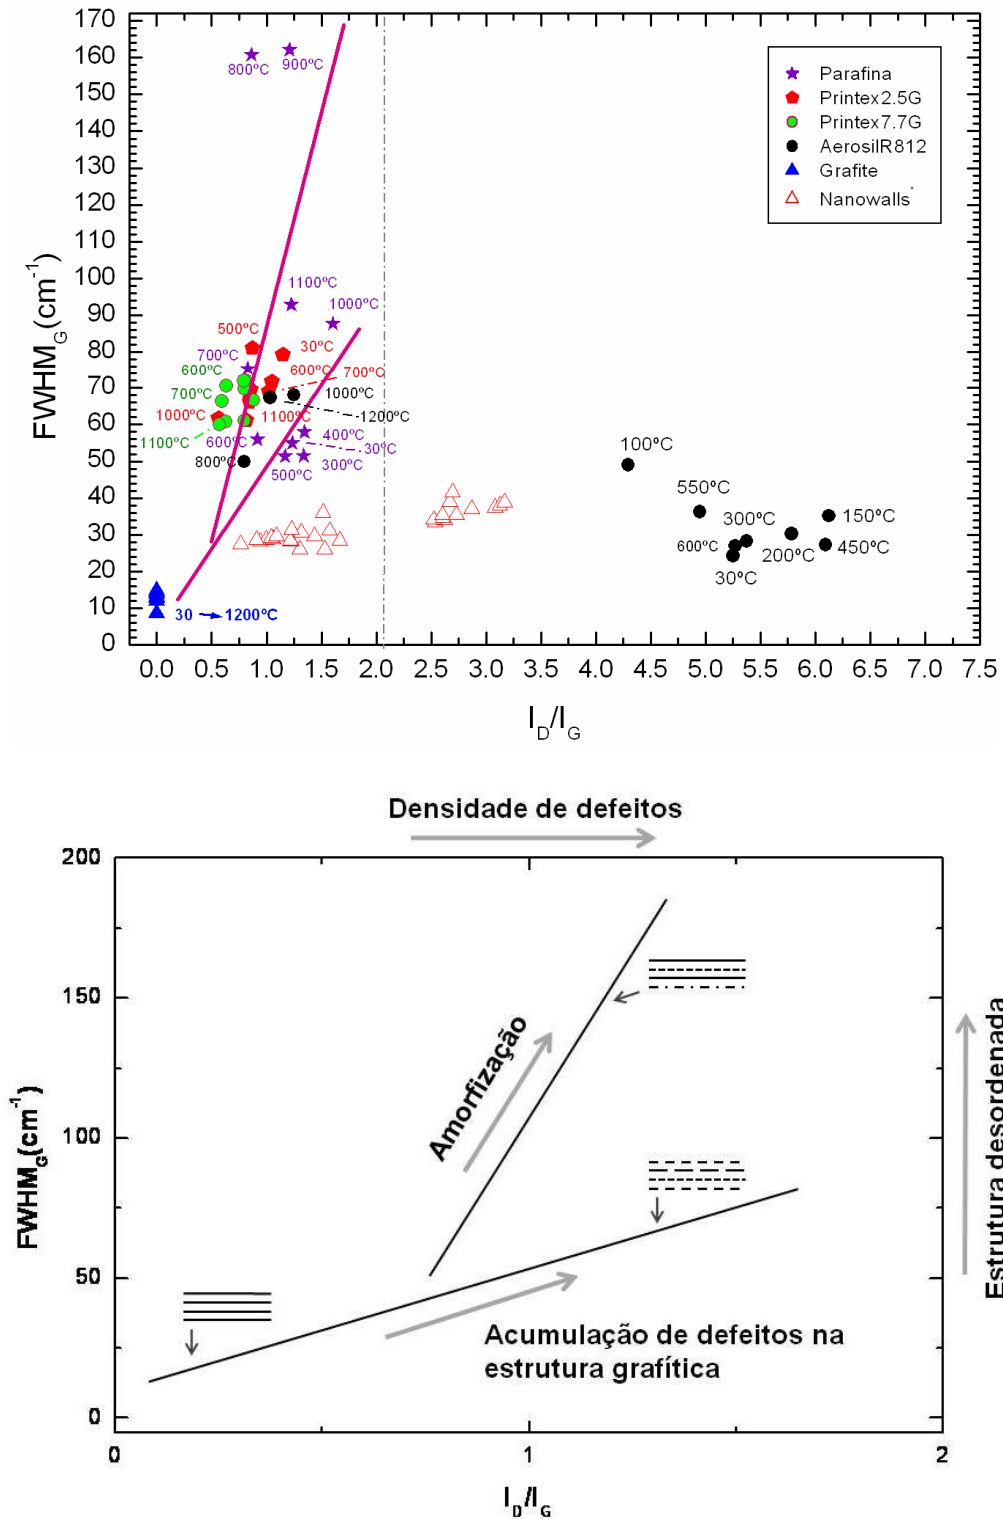 170
160
150
140
130
120
110
100
90
80
70
60
50
40
30
20
10
0
FWHM_G(cm⁻¹)
800ºC
900ºC
Parafina
Printex2.5G
Printex7.7G
AerosilR812
Grafite
Nanowalls*
1100ºC
1000ºC
500ºC
30ºC
700ºC
600ºC
600ºC
700ºC
700ºC
1000ºC
1000ºC
1100ºC
1200ºC
1100ºC
600ºC
400ºC
30ºC
800ºC
500ºC
300ºC
100ºC
550ºC
300ºC
150ºC
600ºC
200ºC
450ºC
30ºC
30 → 1200ºC
0.0 0.5 1.0 1.5 2.0 2.5 3.0 3.5 4.0 4.5 5.0 5.5 6.0 6.5 7.0 7.5
I_D/I_G
Densidade de defeitos
200
150
100
50
0
FWHM_G(cm⁻¹)
Amorfização
Acumulação de defeitos na
estrutura grafítica
Estrutura desordenada
0 1 2
I_D/I_G